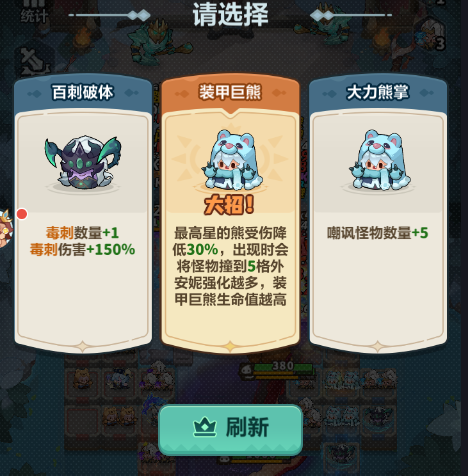 请选择
统计
3
百刺破体
装甲巨熊
大力熊掌
大招！
毒刺数量+1
毒刺伤害+150%
最高星的熊受伤降
低30%，出现时会
将怪物撞到5格外
安妮强化越多，装
甲巨熊生命值越高
嘲讽怪物数量+5
380
刷新